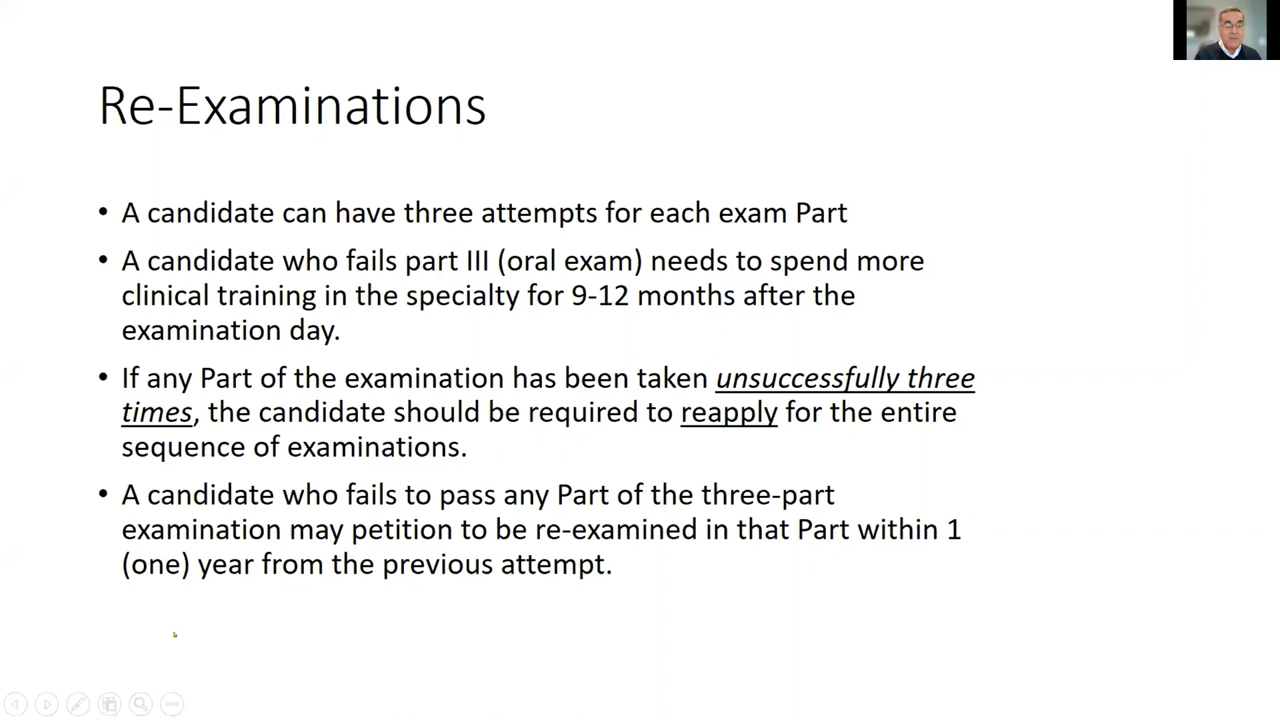 Re-Examinations
• A candidate can have three attempts for each exam Part
• A candidate who fails part III (oral exam) needs to spend more
clinical training in the specialty for 9-12 months after the
examination day.
• If any Part of the examination has been taken unsuccessfully three
times, the candidate should be required to reapply for the entire
sequence of examinations.
• A candidate who fails to pass any Part of the three-part
examination may petition to be re-examined in that Part within 1
(one) year from the previous attempt.